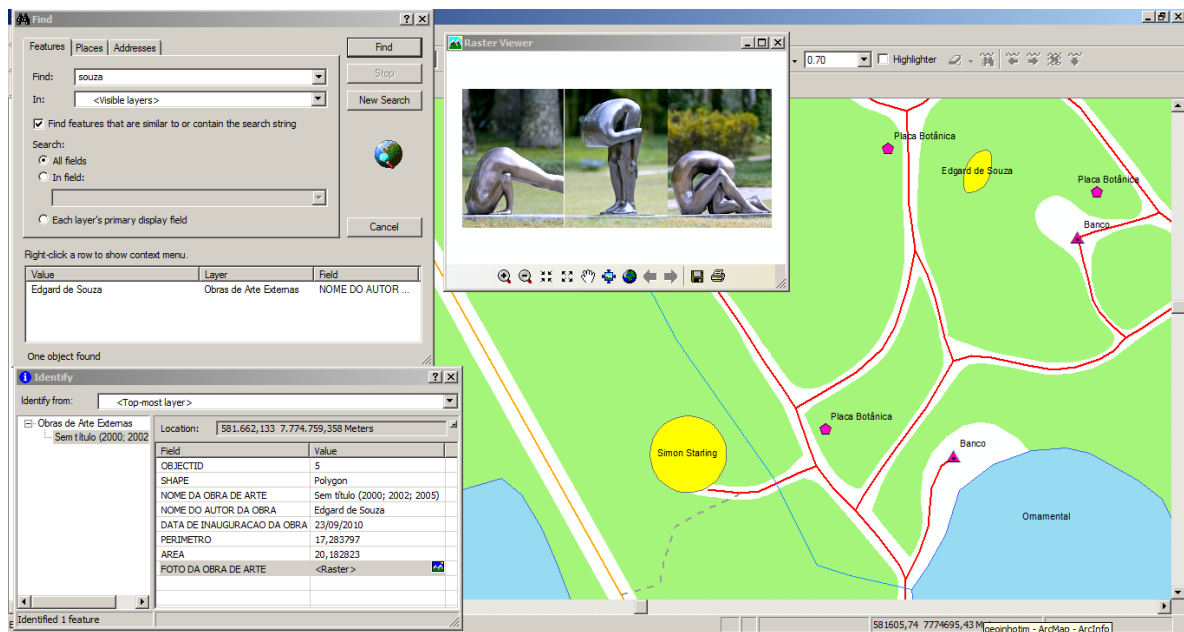 Find
Features Places Addresses
Find: souza
In: <Visible layers>
Find features that are similar to or contain the search string
Search:
All fields
In field:
Each layer's primary display field
Find
Stop
New Search
Cancel
Right-click a row to show context menu.
Value Layer Field
Edgard de Souza Obras de Arte Externas NOME DO AUTOR ...
One object found
Raster Viewer
0.70 Highlighter
Identify
Identify from: <Top-most layer>
Obras de Arte Externas
Sem título (2000; 2002
Location: 581.662,133 7.774.759,358 Meters
Field Value
OBJECTID 5
SHAPE Polygon
NOME DA OBRA DE ARTE Sem título (2000; 2002; 2005)
NOME DO AUTOR DA OBRA Edgard de Souza
DATA DE INAUGURACAO DA OBRA 23/09/2010
PERIMETRO 17,283797
AREA 20,182823
FOTO DA OBRA DE ARTE <Raster>
Identified 1 feature
Placa Botânica
Edgard de Souza
Placa Botânica
Banco
Placa Botânica
Simon Starling
Banco
Ornamental
581605,74 7774695,43 Me
geoinhotim - ArcMap - ArcInfo